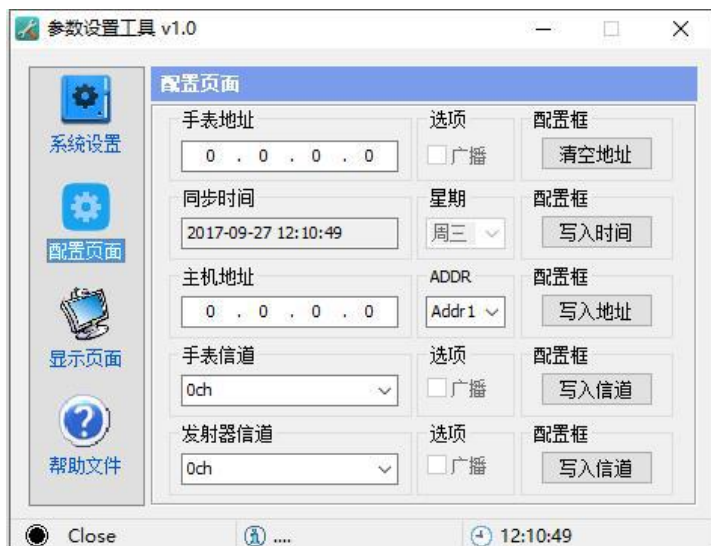 参数设置工具 v1.0
系统设置
配置页面
显示页面
帮助文件
配置页面
手表地址 选项 配置框
0 . 0 . 0 . 0 广播 清空地址
同步时间 星期 配置框
2017-09-27 12:10:49 周三 写入时间
主机地址 ADDR 配置框
0 . 0 . 0 . 0 Addr1 写入地址
手表信道 选项 配置框
0ch 广播 写入信道
发射器信道 选项 配置框
0ch 广播 写入信道
Close .... 12:10:49